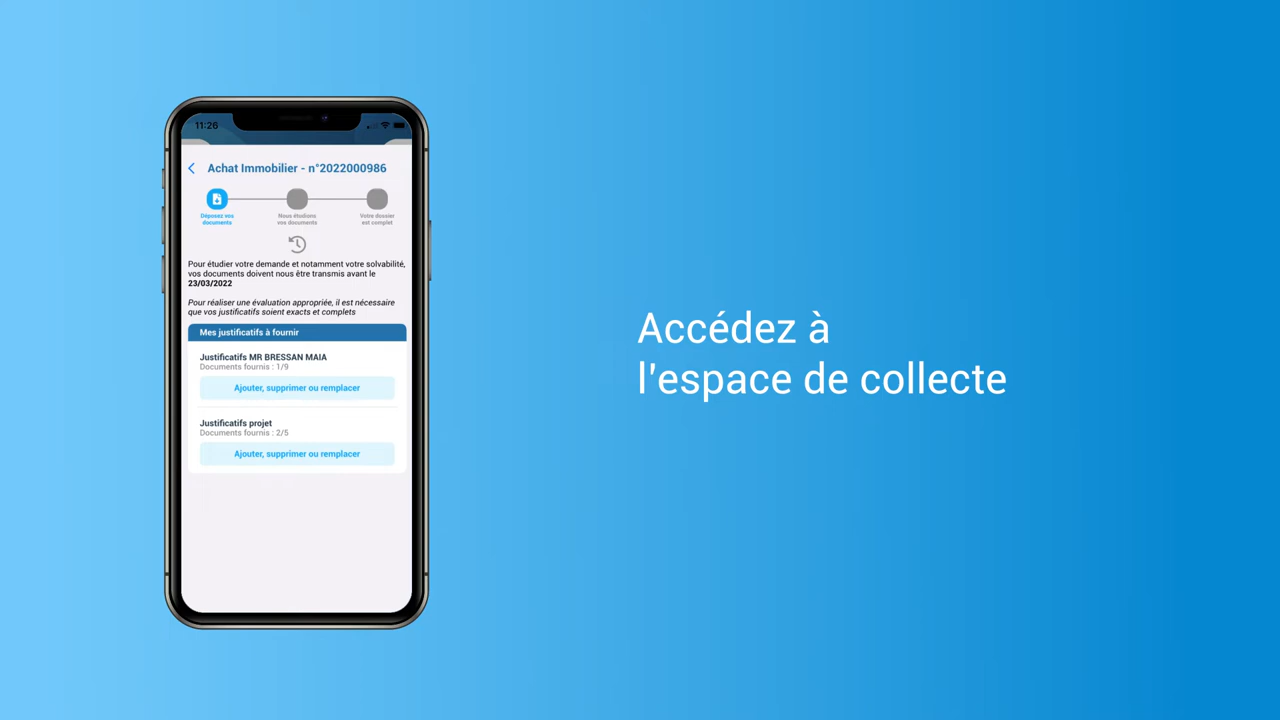 11:26
Achat Immobilier - n°2022000986
Déposez vos
documents
Nous étudions
vos documents
Votre dossier
est complet
Pour étudier votre demande et notamment votre solvabilité,
vos documents doivent nous être transmis avant le
23/03/2022
Pour réaliser une évaluation appropriée, il est nécessaire
que vos justificatifs soient exacts et complets
Mes justificatifs à fournir
Justificatifs MR BRESSAN MAIA
Documents fournis : 1/9
Ajouter, supprimer ou remplacer
Justificatifs projet
Documents fournis : 2/5
Ajouter, supprimer ou remplacer
Accédez à
l'espace de collecte